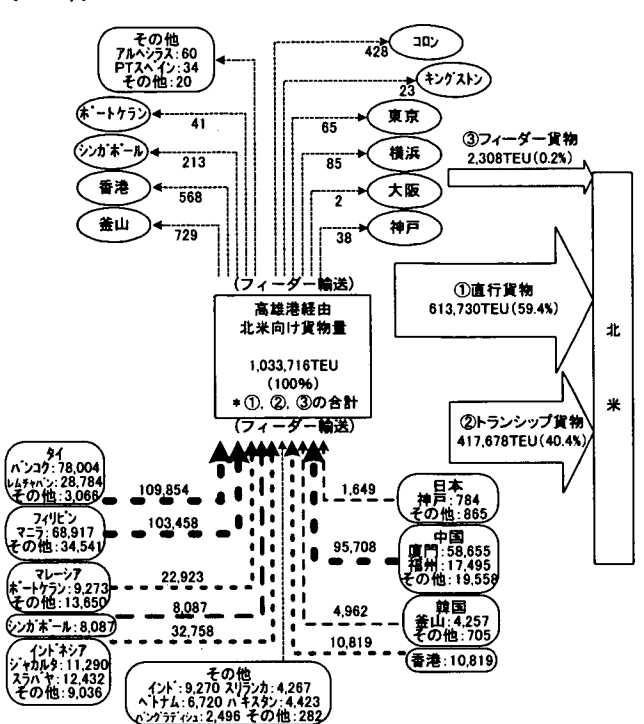 その他
アルヘシラス:60
PTスペイン:34
その他:20
ポートケラン
41
シンガポール
213
香港
568
釜山
729
コロン
428
キングストン
23
東京
65
横浜
85
大阪
2
神戸
38
③フィーダー貨物
2,308TEU(0.2%)
(フィーダー輸送)
高雄港経由
北米向け貨物量
1,033,716TEU
(100%)
*①,②,③の合計
(フィーダー輸送)
①直行貨物
613,730TEU(59.4%)
②トランシップ貨物
417,678TEU(40.4%)
北米
タイ
バンコク:78,004
レムチャバン:28,784
その他:3,066
109,854
フィリピン
マニラ:68,917
その他:34,541
103,458
マレーシア
ポートケラン:9,273
その他:13,650
22,923
シンガポール:8,087
8,087
インドネシア
ジャカルタ:11,290
スラバヤ:12,432
その他:9,036
32,758
その他
インド:9,270 スリランカ:4,267
ベトナム:6,720 パキスタン:4,423
バングラディシュ:2,496 その他:282
日本
神戸:784
その他:865
1,649
中国
廈門:58,655
福州:17,495
その他:19,558
95,708
韓国
釜山:4,257
その他:705
4,962
香港:10,819
10,819